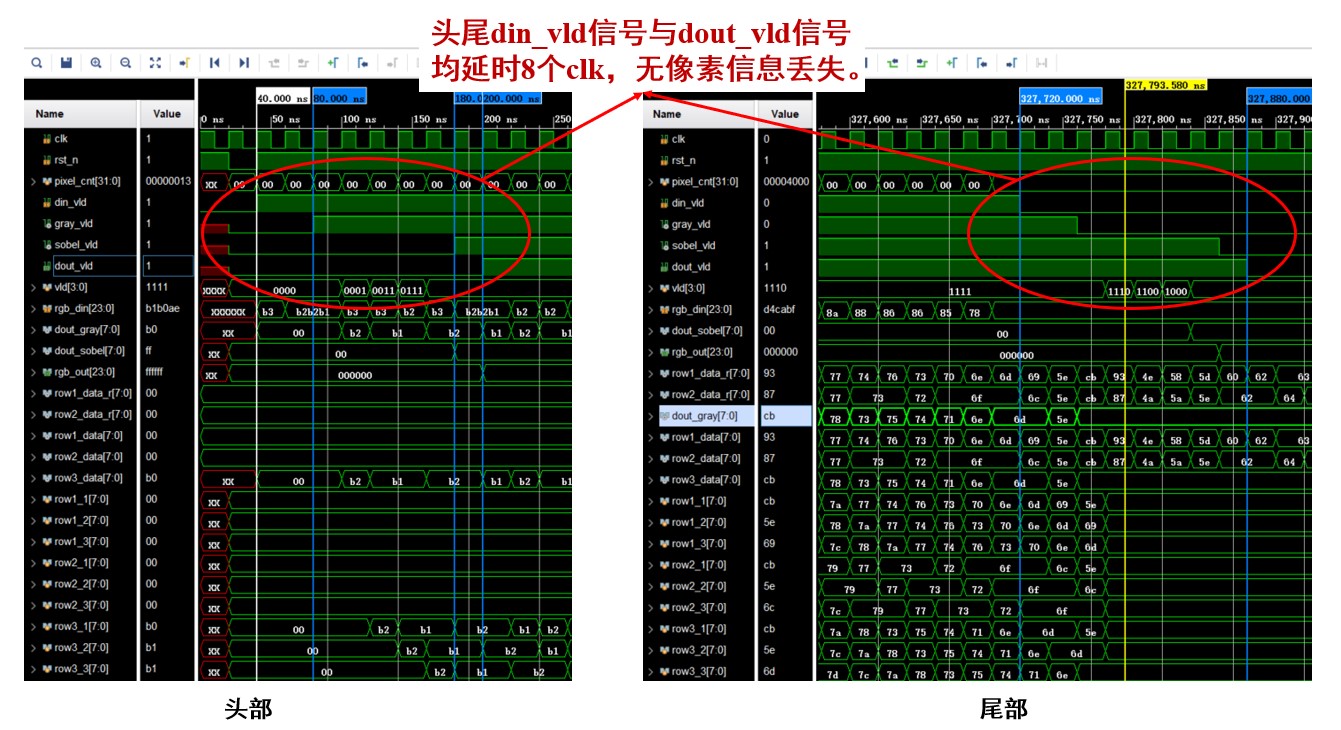 头尾din_vld信号与dout_vld信号
均延时8个clk，无像素信息丢失。
Name Value
40.000 ns 80.000 ns 180.0 200.000 ns
0 ns 50 ns 100 ns 150 ns 200 ns 250
clk 1
rst_n 1
pixel_cnt[31:0] 00000013 XX 00 00 00 00 00 00 00 00 00 00 00 00
din_vld 1
gray_vld 1
sobel_vld 1
dout_vld 1
vld[3:0] 1111 XXXX 0000 0001 0011 0111
rgb_din[23:0] b1b0ae XXXXXX b3 b2b2b1 b3 b3 b2 b3 b2b2b1 b2 b2
dout_gray[7:0] b0 XX 00 b2 b1 b2 b1 b2
dout_sobel[7:0] ff XX 00
rgb_out[23:0] ffffff XX 000000
row1_data_r[7:0] 00
row2_data_r[7:0] 00
row1_data[7:0] 00
row2_data[7:0] 00
row3_data[7:0] b1 XX 00 b2 b1 b2 b1 b2
row1_1[7:0] 00 XX
row1_2[7:0] 00 XX
row1_3[7:0] 00 XX
row2_1[7:0] 00 XX
row2_2[7:0] 00 XX
row2_3[7:0] 00 XX
row3_1[7:0] b0 XX 00 b2 b1 b2 b1 b2
row3_2[7:0] b1 XX 00 b2 b1 b2 b1
row3_3[7:0] b1 XX 00 b2 b1 b2
头部
Name Value
327,793.580 ns
327,720.000 ns 327,880.000
327,600 ns 327,650 ns 327,700 ns 327,750 ns 327,800 ns 327,850 ns 327,90
clk 0
rst_n 1
pixel_cnt[31:0] 00004000 00 00 00 00 00 00
din_vld 0
gray_vld 0
sobel_vld 1
dout_vld 1
vld[3:0] 1110 1111 1110 1100 1000
rgb_din[23:0] d4cabf 8a 88 86 86 85 78
dout_sobel[7:0] 00 00
rgb_out[23:0] 000000 000000
row1_data_r[7:0] 93 77 74 76 73 70 6e 6d 69 5e cb 93 4e 58 5d 60 62 63
row2_data_r[7:0] 87 77 73 72 6f 6c 5e cb 87 4a 5a 5e 62 64
dout_gray[7:0] cb 78 73 75 74 71 6e 6d 5e
row1_data[7:0] 93 77 74 76 73 70 6e 6d 69 5e cb 93 4e 58 5d 60 62 63
row2_data[7:0] 87 77 73 72 6f 6c 5e cb 87 4a 5a 5e 62 64
row3_data[7:0] cb 78 73 75 74 71 6e 6d 5e
row1_1[7:0] cb 7a 77 74 76 73 70 6e 6d 69 5e
row1_2[7:0] 5e 78 7a 77 74 76 73 70 6e 6d 69
row1_3[7:0] 69 7c 78 7a 77 74 76 73 70 6e 6d
row2_1[7:0] cb 79 77 73 72 6f 6c 5e
row2_2[7:0] 5e 79 77 73 72 6f 6c
row2_3[7:0] 6c 7c 79 77 73 72 6f
row3_1[7:0] cb 7a 78 73 75 74 71 6e 6d 5e
row3_2[7:0] 5e 7c 7a 78 73 75 74 71 6e 6d
row3_3[7:0] 6d 7d 7c 7a 78 73 75 74 71 6e
尾部